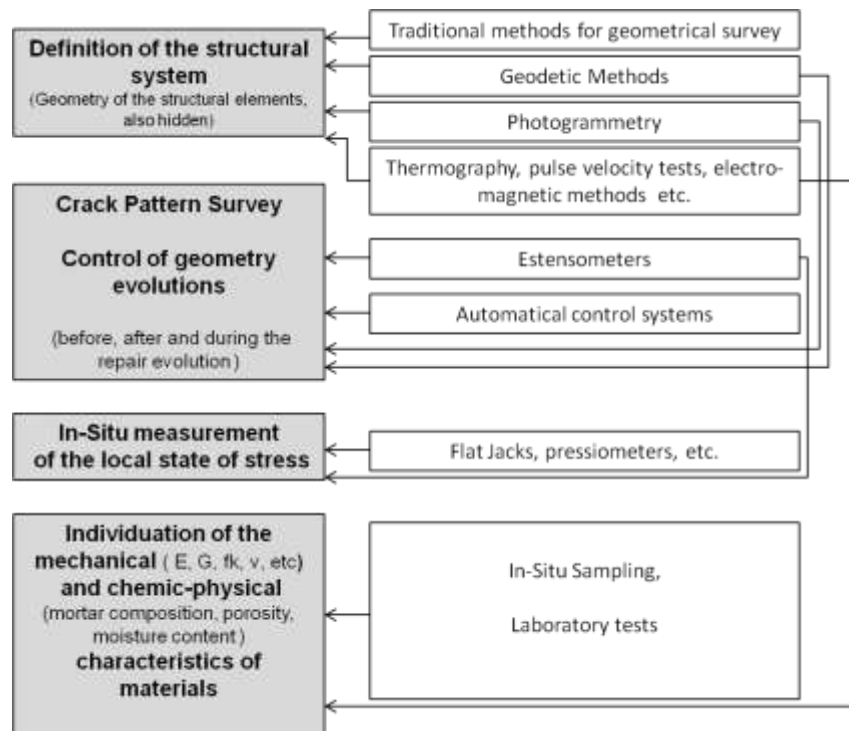 Definition of the structural
system
(Geometry of the structural elements,
also hidden)
Traditional methods for geometrical survey
Geodetic Methods
Photogrammetry
Thermography, pulse velocity tests, electro-
magnetic methods etc.
Crack Pattern Survey
Control of geometry
evolutions
(before, after and during the
repair evolution)
Estensometers
Automatical control systems
In-Situ measurement
of the local state of stress
Flat Jacks, pressiometers, etc.
Individuation of the
mechanical ( E, G, fk, v, etc)
and chemic-physical
(mortar composition, porosity,
moisture content)
characteristics of
materials
In-Situ Sampling,
Laboratory tests